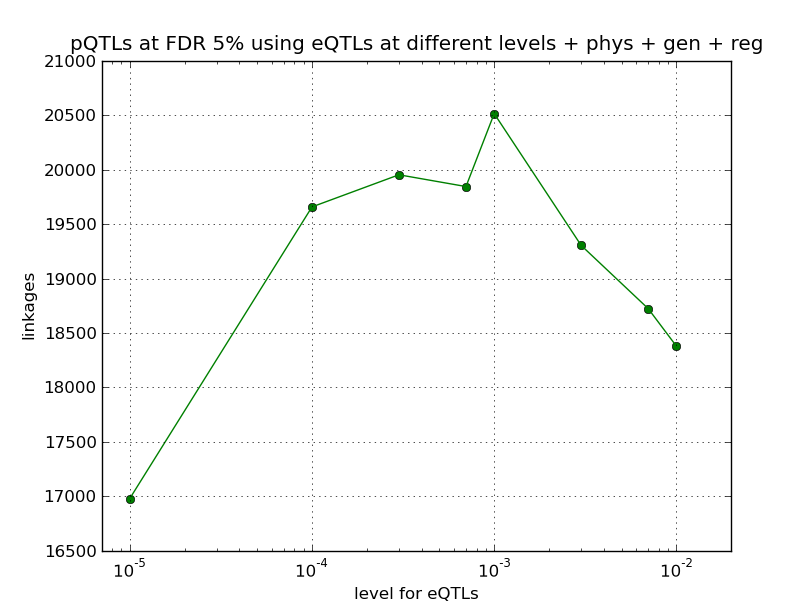 pQTLs at FDR 5% using eQTLs at different levels + phys + gen + reg
21000
20500
20000
19500
19000
18500
18000
17500
17000
16500
linkages
10^-5 10^-4 10^-3 10^-2
level for eQTLs